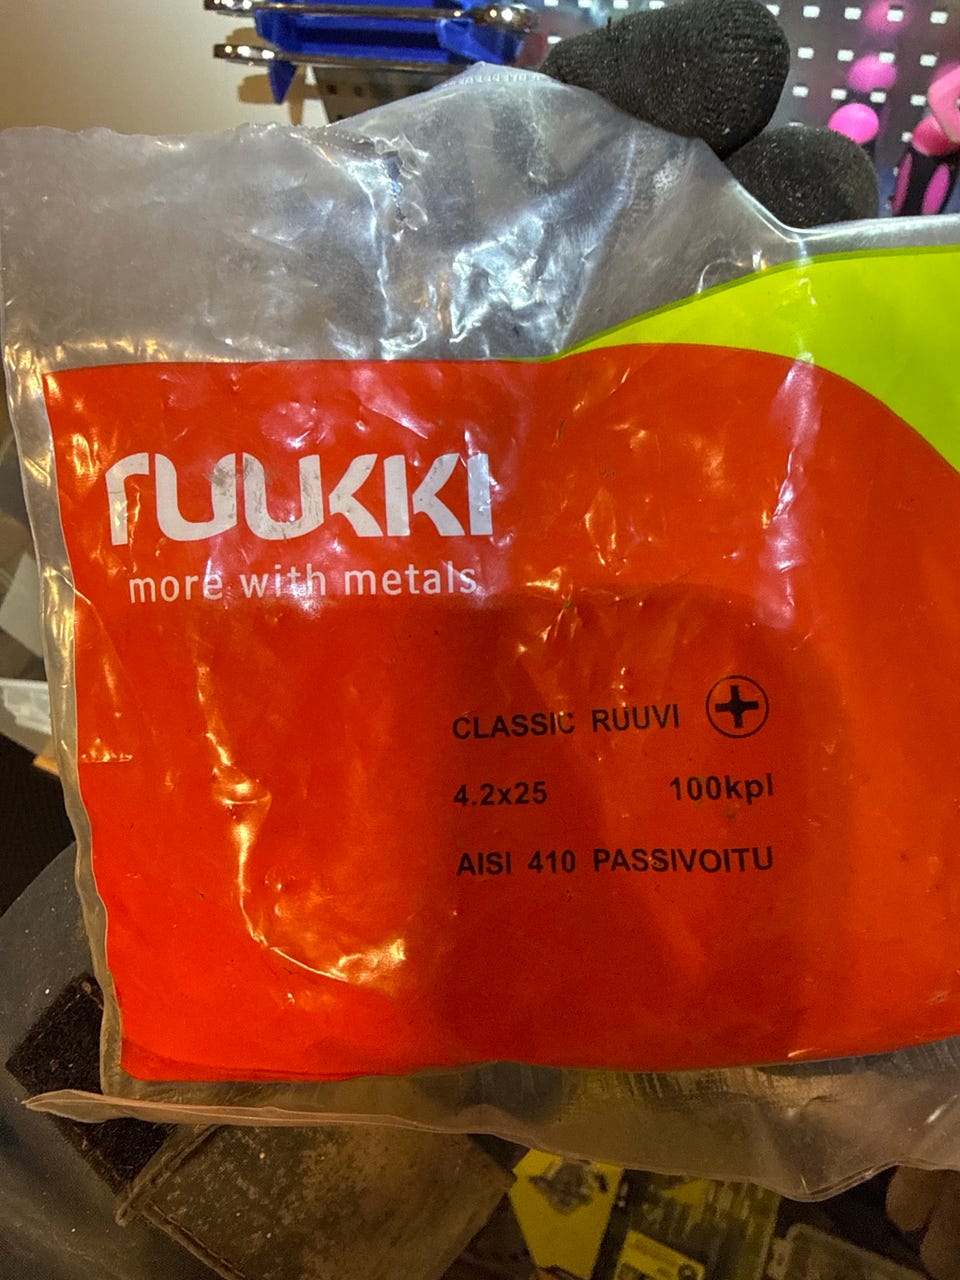 ruukki
more with metals
CLASSIC RUUVI
4.2x25 100kpl
AISI 410 PASSIVOITU